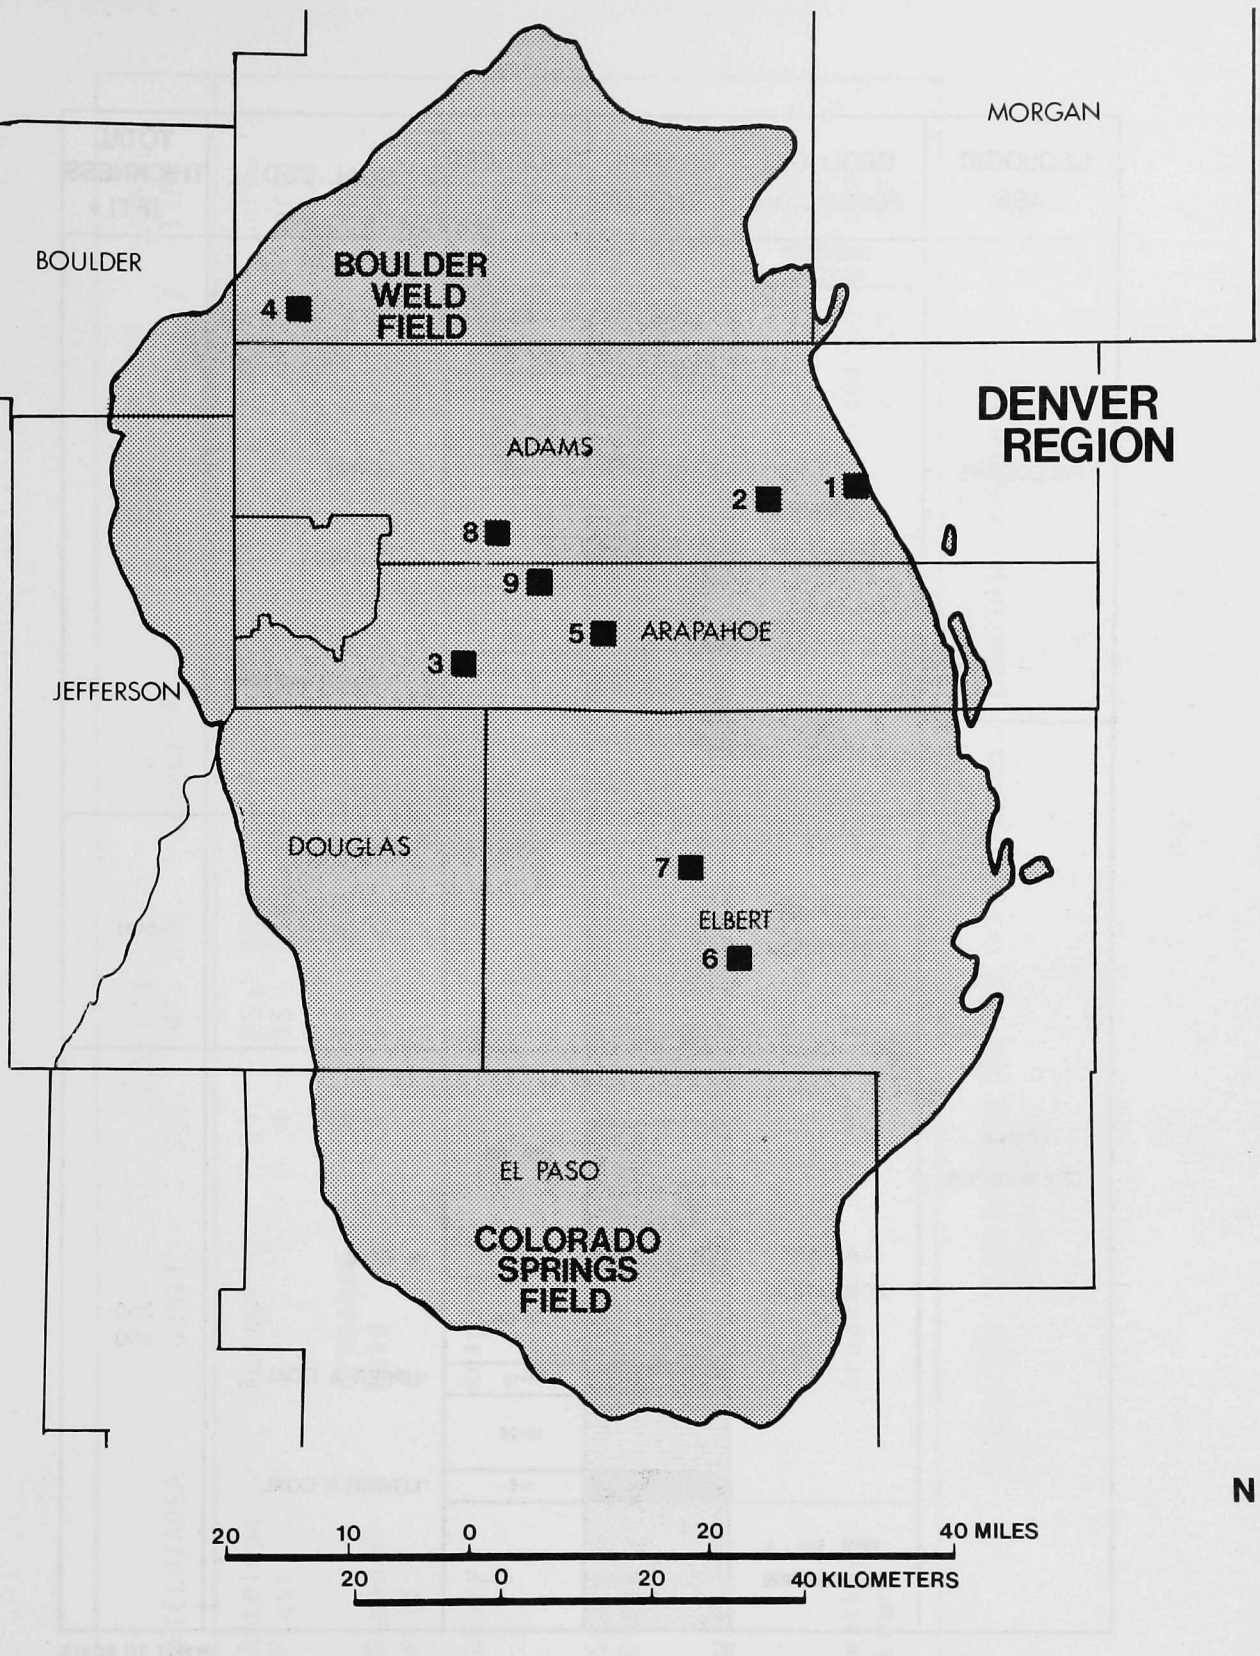 MORGAN
BOULDER
BOULDER
WELD
FIELD
4
DENVER
REGION
ADAMS
2
1
8
9
5
ARAPAHOE
3
JEFFERSON
DOUGLAS
7
ELBERT
6
EL PASO
COLORADO
SPRINGS
FIELD
N
20 10 0 20 40 MILES
20 0 20 40 KILOMETERS